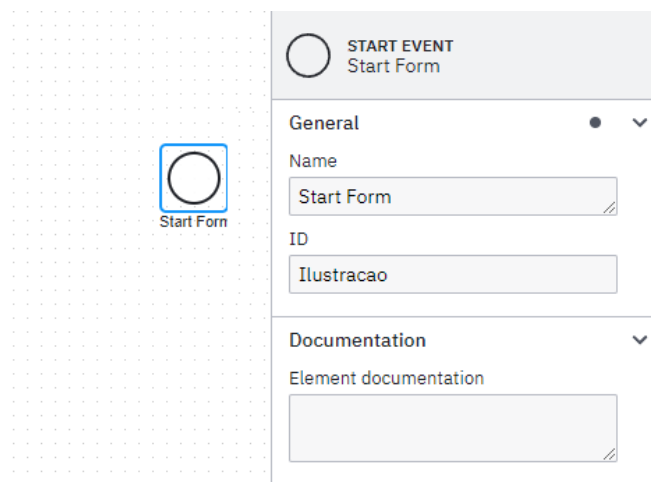 START EVENT
Start Form
General
Name
Start Form
Start Form
ID
Ilustracao
Documentation
Element documentation